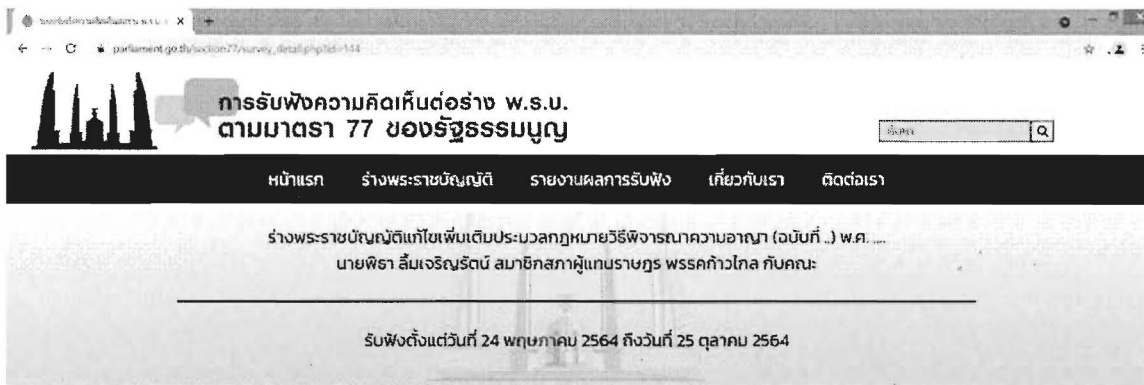 parliament.go.th/section77/survey_detail.php?id=144
การรับฟังความคิดเห็นต่อร่าง พ.ร.บ.
ตามมาตรา 77 ของรัฐธรรมนูญ
ค้นหา
หน้าแรก ร่างพระราชบัญญัติ รายงานผลการรับฟัง เกี่ยวกับเรา ติดต่อเรา
ร่างพระราชบัญญัติแก้ไขเพิ่มเติมประมวลกฎหมายวิธีพิจารณาความอาญา (ฉบับที่ ..) พ.ศ. ....
นายพิธา ลิ้มเจริญรัตน์ สมาชิกสภาผู้แทนราษฎร พรรคก้าวไกล กับคณะ
รับฟังตั้งแต่วันที่ 24 พฤษภาคม 2564 ถึงวันที่ 25 ตุลาคม 2564